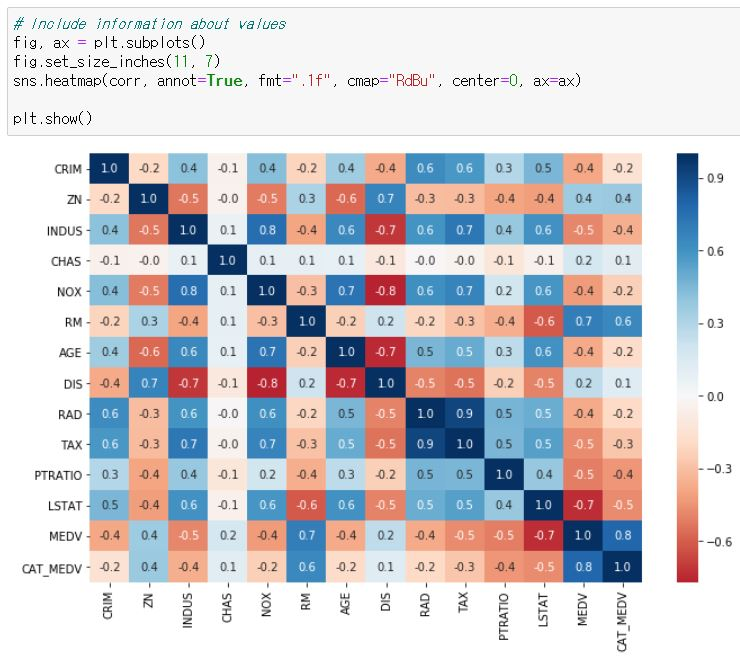 # Include information about values
fig, ax = plt.subplots()
fig.set_size_inches(11, 7)
sns.heatmap(corr, annot=True, fmt=".1f", cmap="RdBu", center=0, ax=ax)
plt.show()
CRIM 1.0 -0.2 0.4 -0.1 0.4 -0.2 0.4 -0.4 0.6 0.6 0.3 0.5 -0.4 -0.2
ZN -0.2 1.0 -0.5 -0.0 -0.5 0.3 -0.6 0.7 -0.3 -0.3 -0.4 -0.4 0.4 0.4
INDUS 0.4 -0.5 1.0 0.1 0.8 -0.4 0.6 -0.7 0.6 0.7 0.4 0.6 -0.5 -0.4
CHAS -0.1 -0.0 0.1 1.0 0.1 0.1 0.1 -0.1 -0.0 -0.0 -0.1 -0.1 0.2 0.1
NOX 0.4 -0.5 0.8 0.1 1.0 -0.3 0.7 -0.8 0.6 0.7 0.2 0.6 -0.4 -0.2
RM -0.2 0.3 -0.4 0.1 -0.3 1.0 -0.2 0.2 -0.2 -0.3 -0.4 -0.6 0.7 0.6
AGE 0.4 -0.6 0.6 0.1 0.7 -0.2 1.0 -0.7 0.5 0.5 0.3 0.6 -0.4 -0.2
DIS -0.4 0.7 -0.7 -0.1 -0.8 0.2 -0.7 1.0 -0.5 -0.5 -0.2 -0.5 0.2 0.1
RAD 0.6 -0.3 0.6 -0.0 0.6 -0.2 0.5 -0.5 1.0 0.9 0.5 0.5 -0.4 -0.2
TAX 0.6 -0.3 0.7 -0.0 0.7 -0.3 0.5 -0.5 0.9 1.0 0.5 0.5 -0.5 -0.3
PTRATIO 0.3 -0.4 0.4 -0.1 0.2 -0.4 0.3 -0.2 0.5 0.5 1.0 0.4 -0.5 -0.4
LSTAT 0.5 -0.4 0.6 -0.1 0.6 -0.6 0.6 -0.5 0.5 0.5 0.4 1.0 -0.7 -0.5
MEDV -0.4 0.4 -0.5 0.2 -0.4 0.7 -0.4 0.2 -0.4 -0.5 -0.5 -0.7 1.0 0.8
CAT_MEDV -0.2 0.4 -0.4 0.1 -0.2 0.6 -0.2 0.1 -0.2 -0.3 -0.4 -0.5 0.8 1.0
CRIM ZN INDUS CHAS NOX RM AGE DIS RAD TAX PTRATIO LSTAT MEDV CAT_MEDV
0.9
0.6
0.3
0.0
-0.3
-0.6